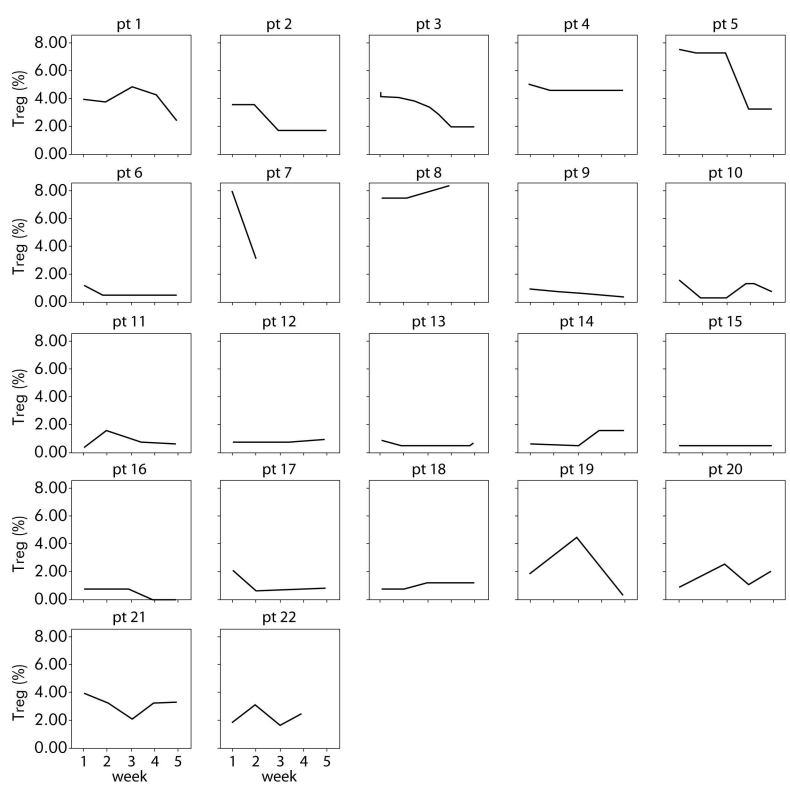 pt 1 pt 2 pt 3 pt 4 pt 5
8.00
6.00
4.00
2.00
0.00
Treg (%)
pt 6 pt 7 pt 8 pt 9 pt 10
8.00
6.00
4.00
2.00
0.00
Treg (%)
pt 11 pt 12 pt 13 pt 14 pt 15
8.00
6.00
4.00
2.00
0.00
Treg (%)
pt 16 pt 17 pt 18 pt 19 pt 20
8.00
6.00
4.00
2.00
0.00
Treg (%)
pt 21 pt 22
8.00
6.00
4.00
2.00
0.00
Treg (%)
1 2 3 4 5 1 2 3 4 5
week week